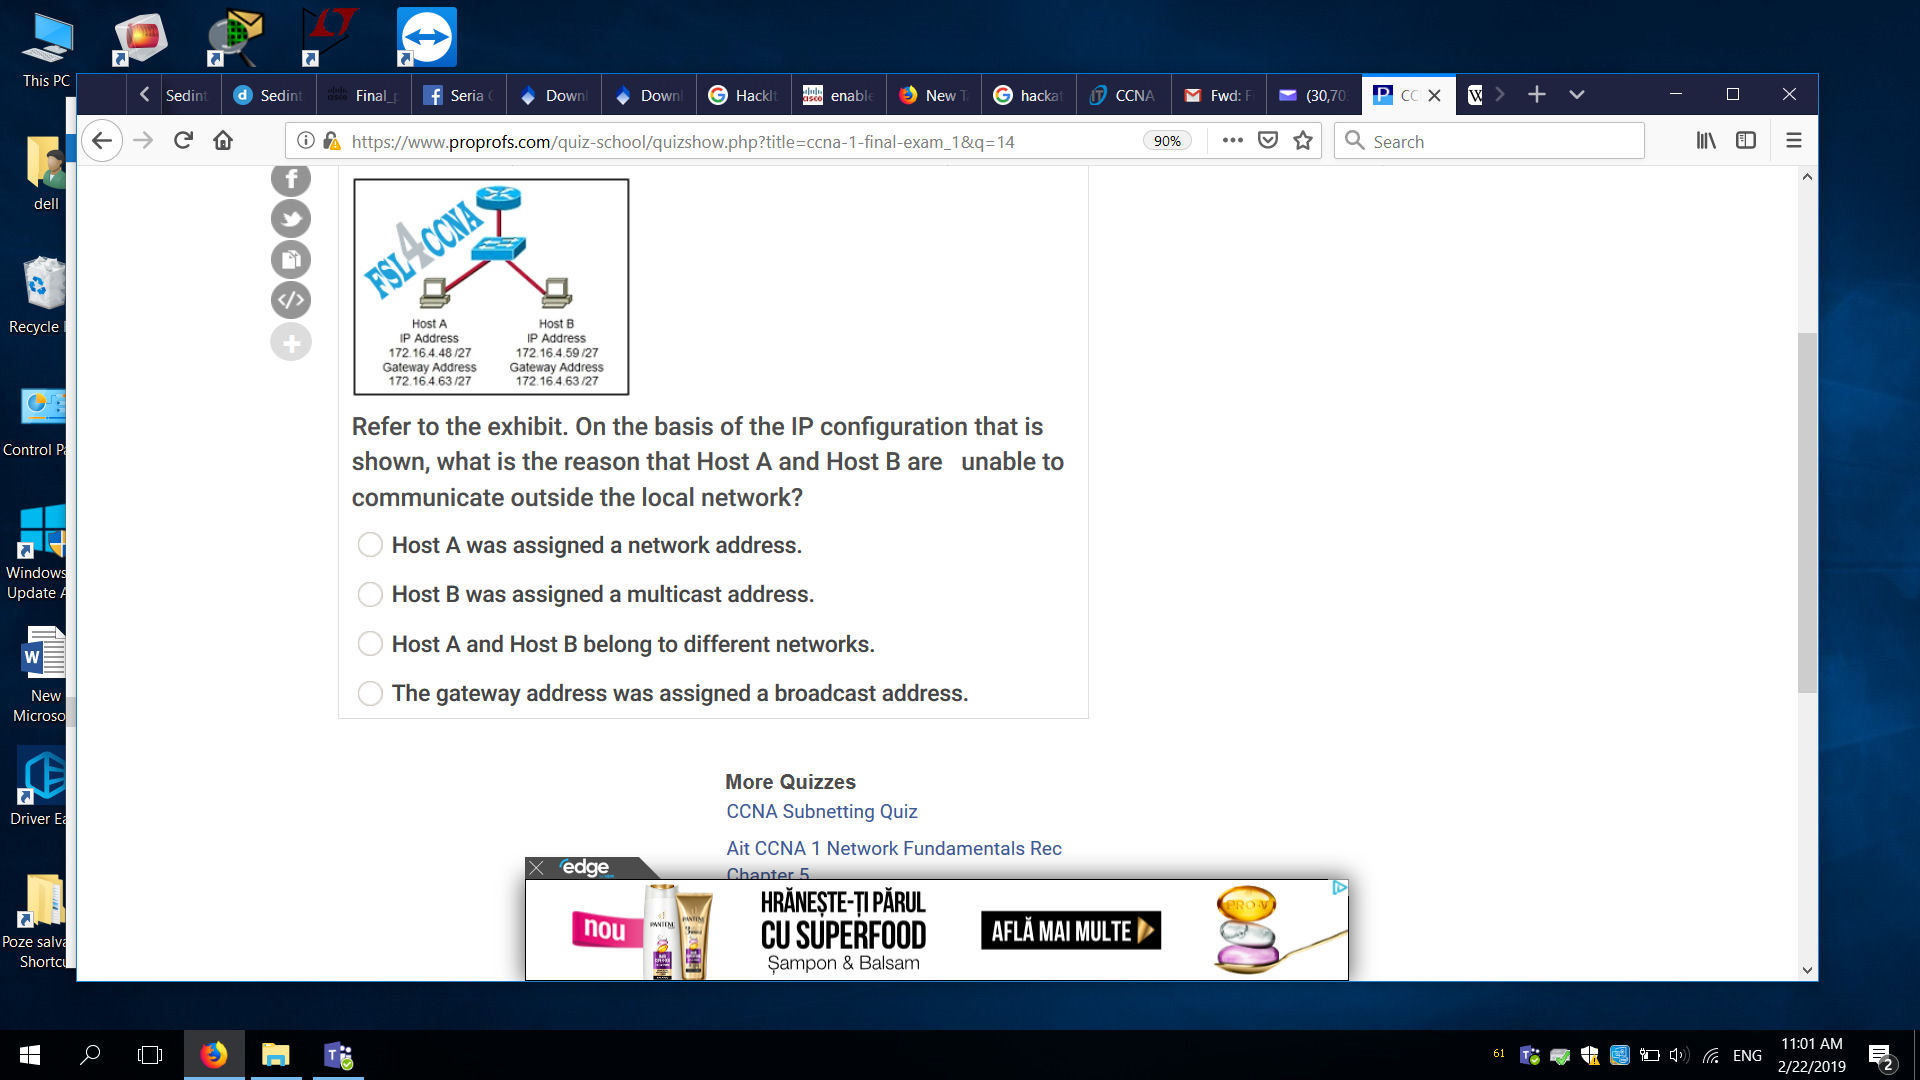 This PC
Sedint
Sedint
Final_p
Seria C
Downl
Downl
HackIt
enable
New T
hackat
CCNA
Fwd: F
(30,70
CC
https://www.proprofs.com/quiz-school/quizshow.php?title=ccna-1-final-exam_1&q=14
90%
Search
dell
Recycle
Control Pa
Windows
Update A
New
Microso
Driver Ea
Poze salva
Shortcu
FSL4CCNA
Host A
IP Address
172.16.4.48 /27
Gateway Address
172.16.4.63 /27
Host B
IP Address
172.16.4.59 /27
Gateway Address
172.16.4.63 /27
Refer to the exhibit. On the basis of the IP configuration that is
shown, what is the reason that Host A and Host B are unable to
communicate outside the local network?
Host A was assigned a network address.
Host B was assigned a multicast address.
Host A and Host B belong to different networks.
The gateway address was assigned a broadcast address.
More Quizzes
CCNA Subnetting Quiz
Ait CCNA 1 Network Fundamentals Rec
Chapter 5
edge
nou
PANTENE
PANTENE
HRĂNEȘTE-ȚI PĂRUL
CU SUPERFOOD
Șampon & Balsam
AFLĂ MAI MULTE
PRO-V
61
ENG
11:01 AM
2/22/2019
2